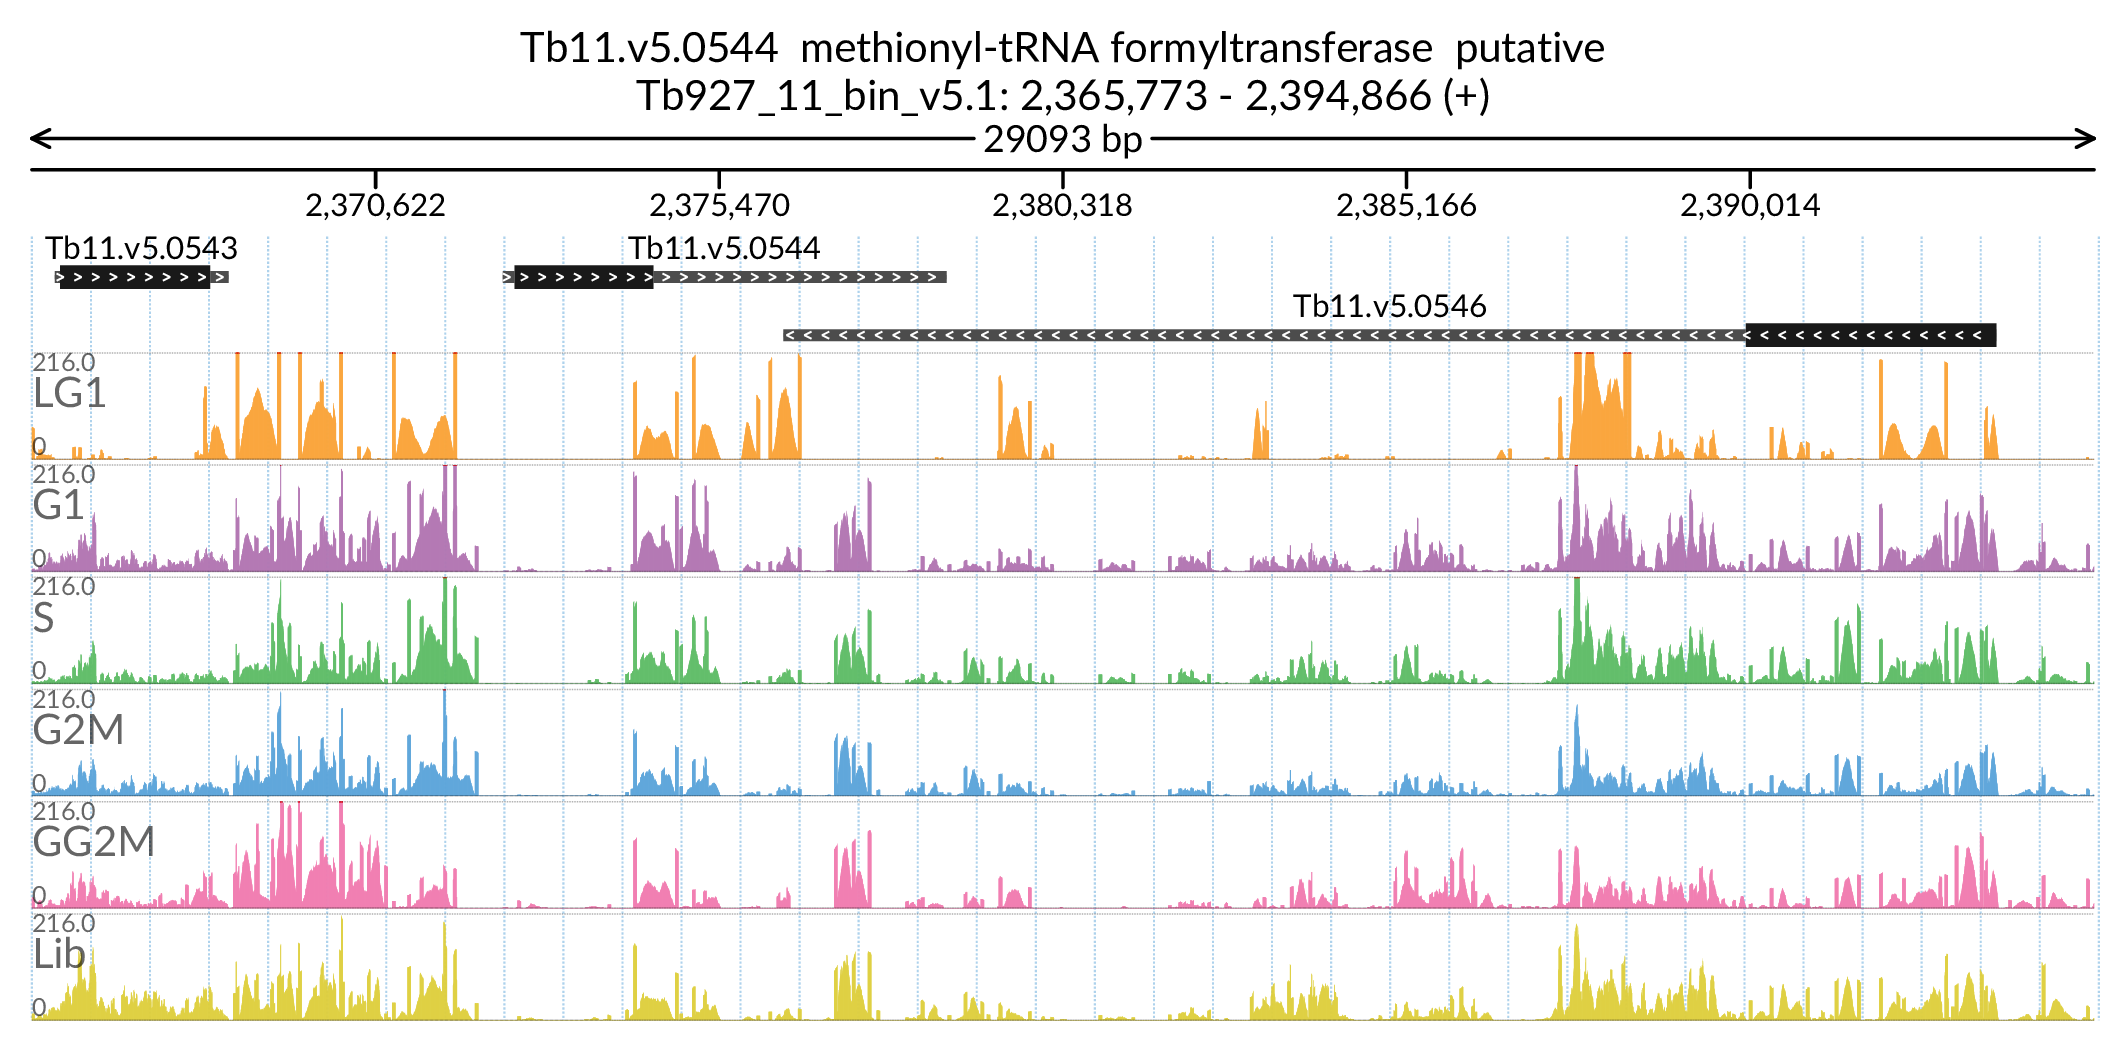 Tb11.v5.0544 methionyl-tRNA formyltransferase putative
Tb927_11_bin_v5.1: 2,365,773 - 2,394,866 (+)
29093 bp
2,370,622 2,375,470 2,380,318 2,385,166 2,390,014
Tb11.v5.0543 Tb11.v5.0544
Tb11.v5.0546
216.0
LG1
0
216.0
G1
0
216.0
S
0
216.0
G2M
0
216.0
GG2M
0
216.0
Lib
0